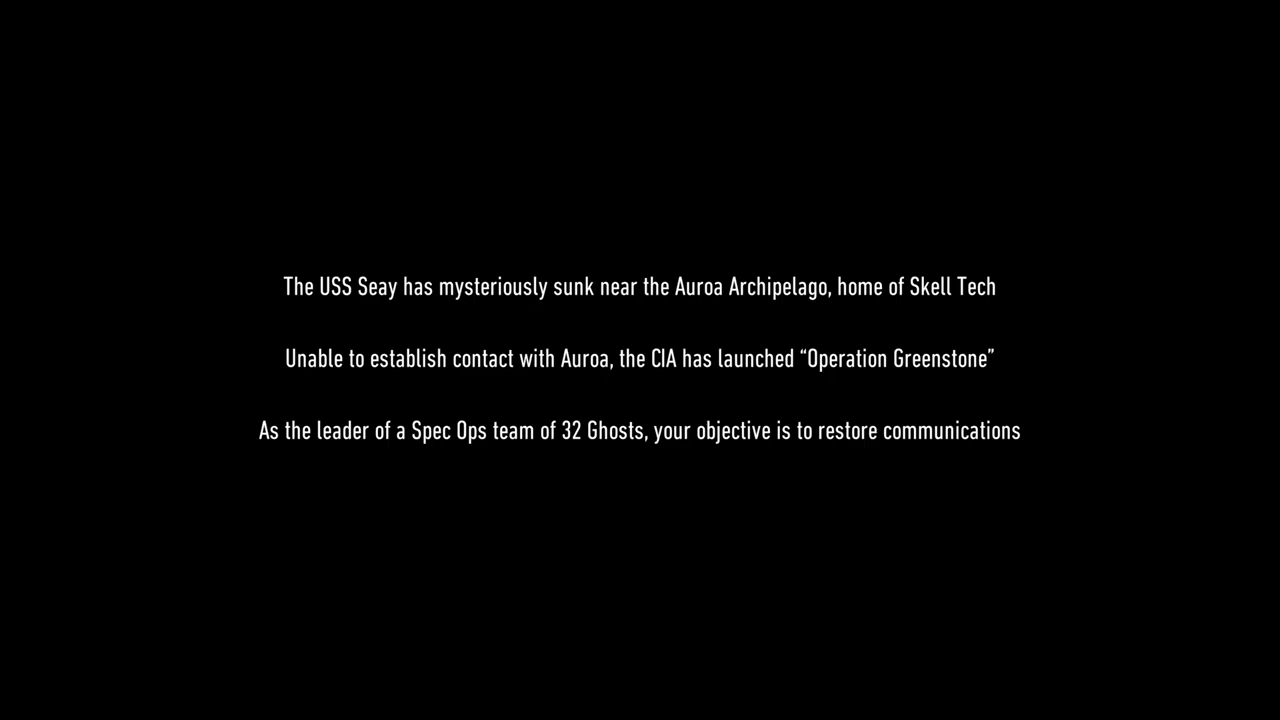 The USS Seay has mysteriously sunk near the Auroa Archipelago, home of Skell Tech
Unable to establish contact with Auroa, the CIA has launched “Operation Greenstone”
As the leader of a Spec Ops team of 32 Ghosts, your objective is to restore communications